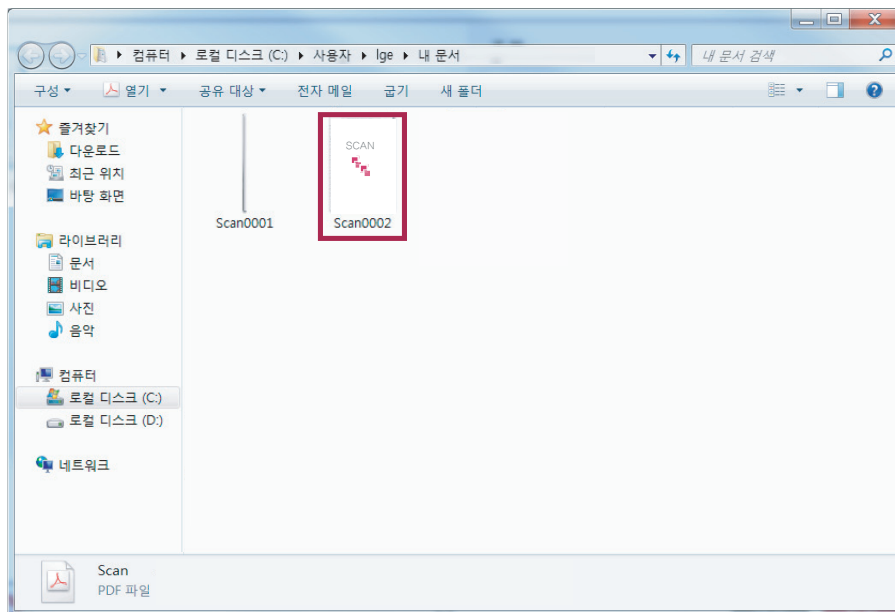 컴퓨터 ▸ 로컬 디스크 (C:) ▸ 사용자 ▸ lge ▸ 내 문서
내 문서 검색
구성 열기 공유 대상 전자 메일 굽기 새 폴더
즐겨찾기
다운로드
최근 위치
바탕 화면
라이브러리
문서
비디오
사진
음악
컴퓨터
로컬 디스크 (C:)
로컬 디스크 (D:)
네트워크
SCAN
Scan0001
Scan0002
Scan
PDF 파일